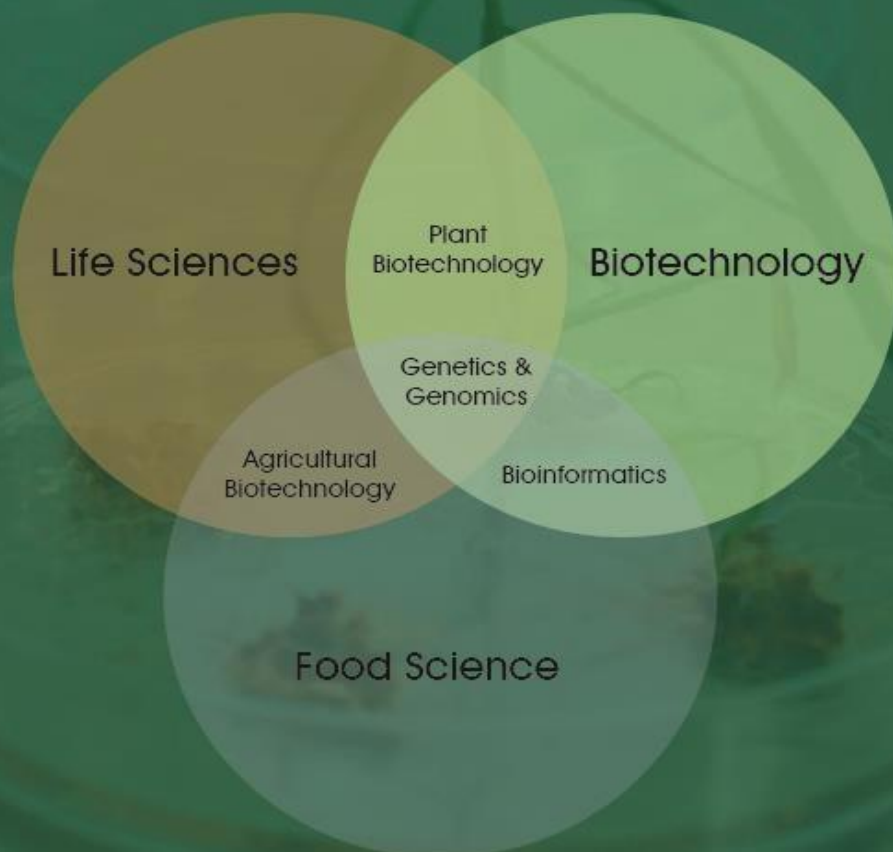 Life Sciences
Plant
Biotechnology
Biotechnology
Genetics &
Genomics
Agricultural
Biotechnology
Bioinformatics
Food Science